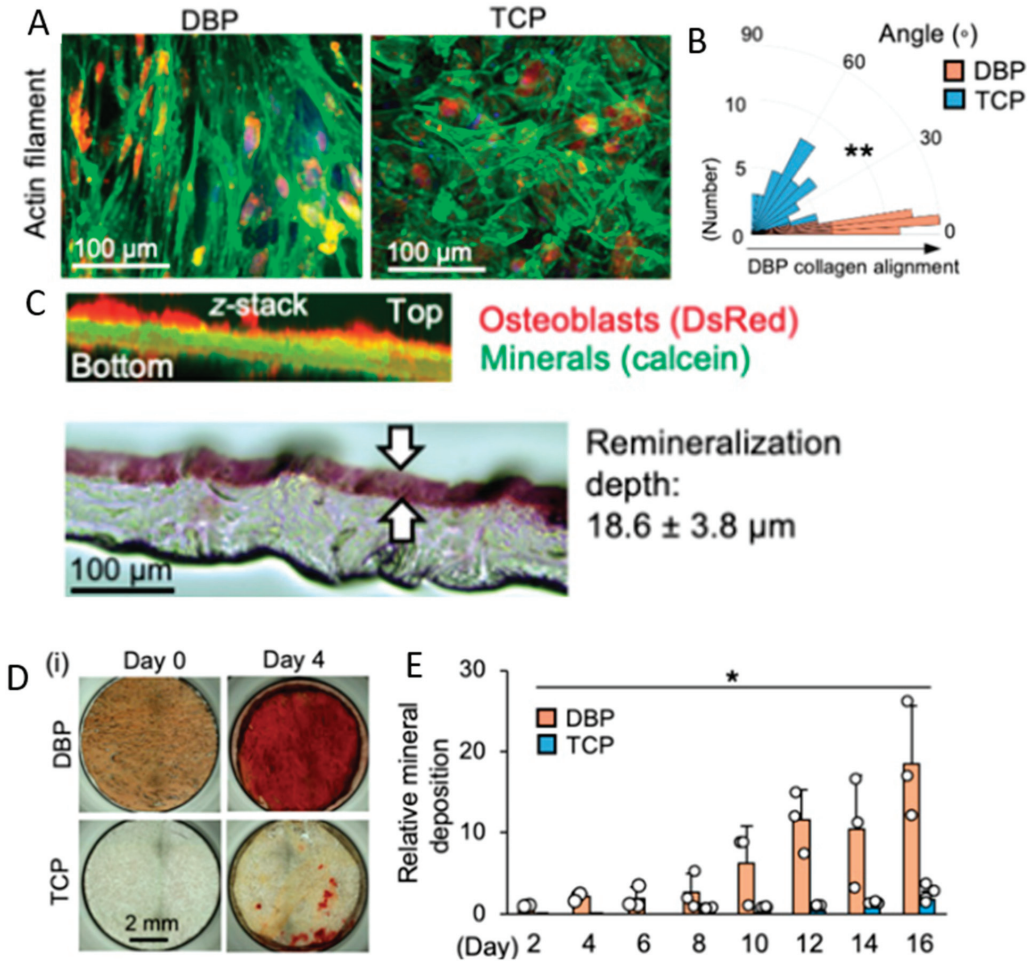 A
DBP
TCP
Actin filament
100 µm
100 µm
B
Angle (°)
DBP
TCP
90
60
30
0
10
5
0
(Number)
**
DBP collagen alignment
C
z-stack
Top
Bottom
Osteoblasts (DsRed)
Minerals (calcein)
100 µm
Remineralization
depth:
18.6 ± 3.8 µm
D
(i)
Day 0
Day 4
DBP
TCP
2 mm
E
Relative mineral
deposition
30
20
10
0
*
DBP
TCP
(Day) 2 4 6 8 10 12 14 16